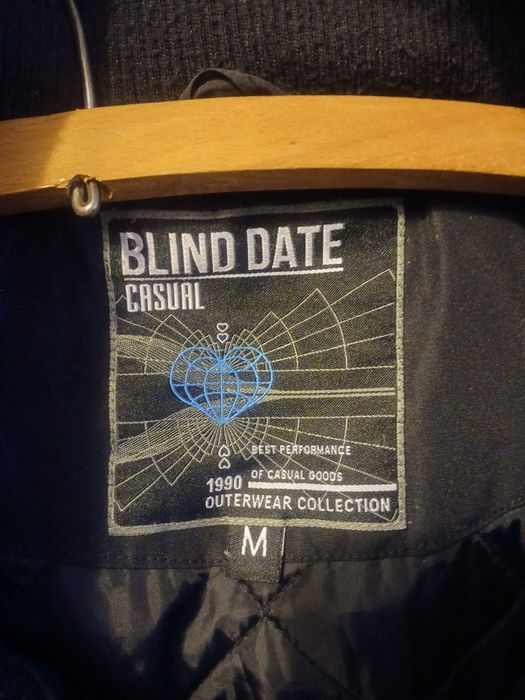 BLIND DATE
CASUAL
BEST PERFORMANCE
OF CASUAL GOODS
1990
OUTERWEAR COLLECTION
M